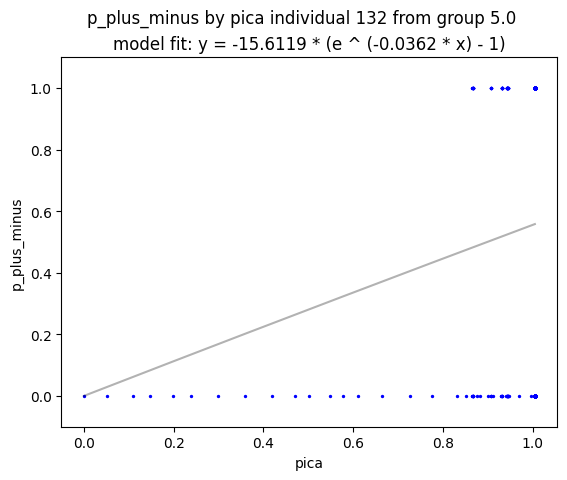 p_plus_minus by pica individual 132 from group 5.0
model fit: y = -15.6119 * (e ^ (-0.0362 * x) - 1)
1.0
0.8
0.6
0.4
0.2
0.0
p_plus_minus
0.0 0.2 0.4 0.6 0.8 1.0
pica